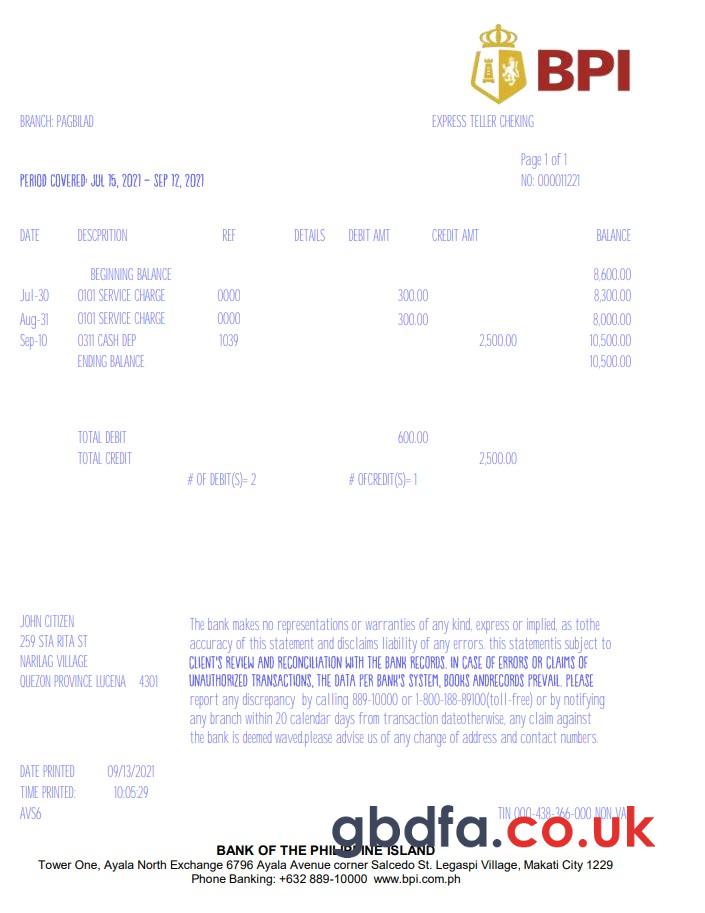 BPI
BRANCH: PAGBILAD EXPRESS TELLER CHEKING
Page 1 of 1
PERIOD COVERED: JUL 15, 2021 – SEP 12, 2021 NO: 000011221
DATE DESCPRITION REF DETAILS DEBIT AMT CREDIT AMT BALANCE
BEGINNING BALANCE 8,600.00
Jul-30 0101 SERVICE CHARGE 0000 300.00 8,300.00
Aug-31 0101 SERVICE CHARGE 0000 300.00 8,000.00
Sep-10 0311 CASH DEP 1039 2,500.00 10,500.00
ENDING BALANCE 10,500.00
TOTAL DEBIT 600.00
TOTAL CREDIT 2,500.00
# OF DEBIT(S)= 2 # OFCREDIT(S)= 1
JOHN CITIZEN
259 STA RITA ST
NARILAG VILLAGE
QUEZON PROVINCE LUCENA 4301
The bank makes no representations or warranties of any kind, express or implied, as tothe
accuracy of this statement and disclaims liability of any errors. this statementis subject to
CLIENT'S REVIEW AND RECONCILIATION WITH THE BANK RECORDS. IN CASE OF ERRORS OR CLAIMS OF
UNAUTHORIZED TRANSACTIONS, THE DATA PER BANK'S SYSTEM, BOOKS ANDRECORDS PREVAIL. PLEASE
report any discrepancy by calling 889-10000 or 1-800-188-89100(toll-free) or by notifying
any branch within 20 calendar days from transaction dateotherwise, any claim against
the bank is deemed waved.please advise us of any change of address and contact numbers.
DATE PRINTED 09/13/2021
TIME PRINTED: 10:05:29
AVS6 TIN 000-438-366-000 NON VA
gbdfa.co.uk
BANK OF THE PHILIPPINE ISLAND
Tower One, Ayala North Exchange 6796 Ayala Avenue corner Salcedo St. Legaspi Village, Makati City 1229
Phone Banking: +632 889-10000 www.bpi.com.ph